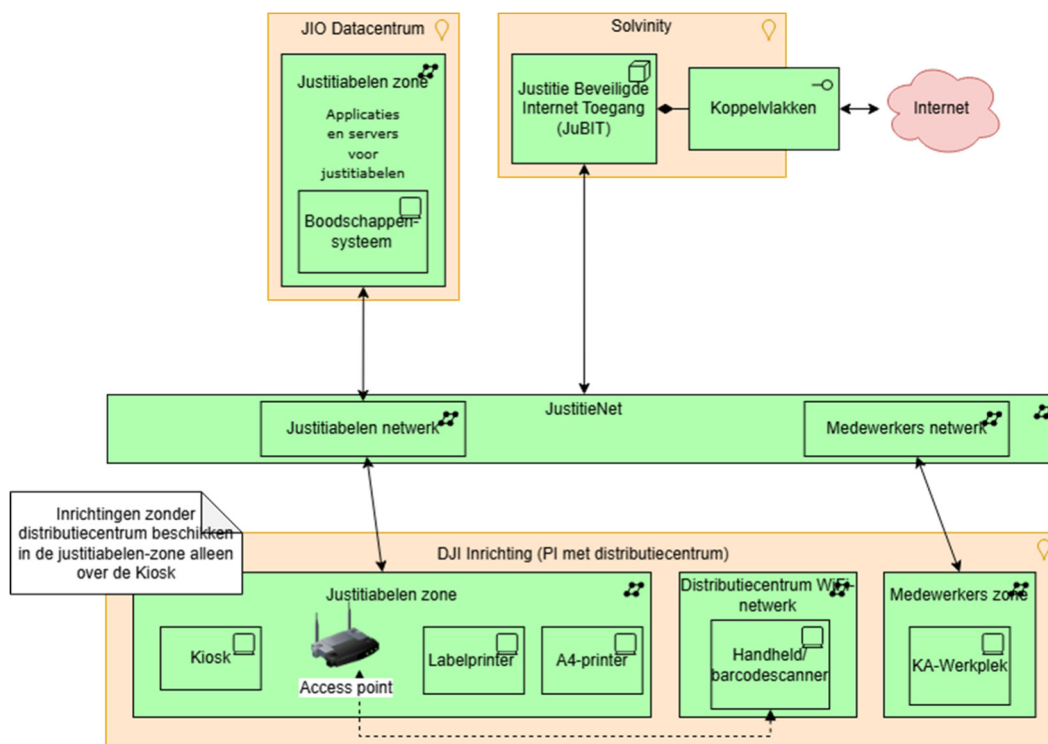 JIO Datacentrum
Justitiabelen zone
Applicaties
en servers
voor
justitiabelen
Boodschappen-
systeem
Solvinity
Justitie Beveiligde
Internet Toegang
(JuBIT)
Koppelvlakken
Internet
JustitieNet
Justitiabelen netwerk
Medewerkers netwerk
Inrichtingen zonder
distributiecentrum beschikken
in de justitiabelen-zone alleen
over de Kiosk
DJI Inrichting (PI met distributiecentrum)
Justitiabelen zone
Kiosk
Access point
Labelprinter
A4-printer
Distributiecentrum WiFi-
netwerk
Handheld/
barcodescanner
Medewerkers zone
KA-Werkplek